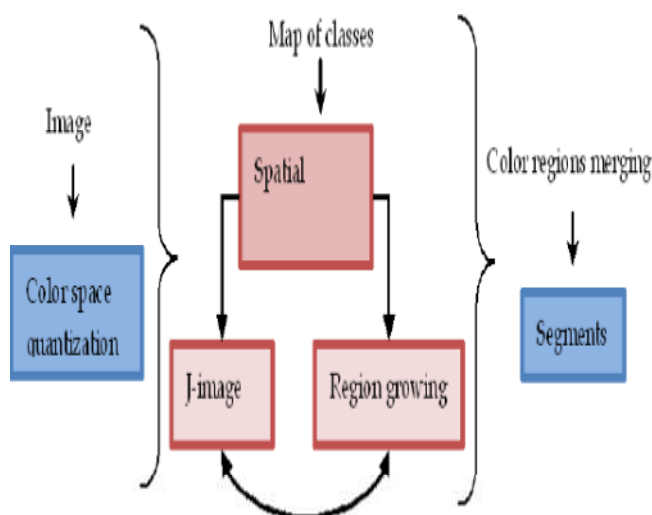 Image
Color space
quantization
Map of classes
Spatial
J-image
Region growing
Color regions merging
Segments